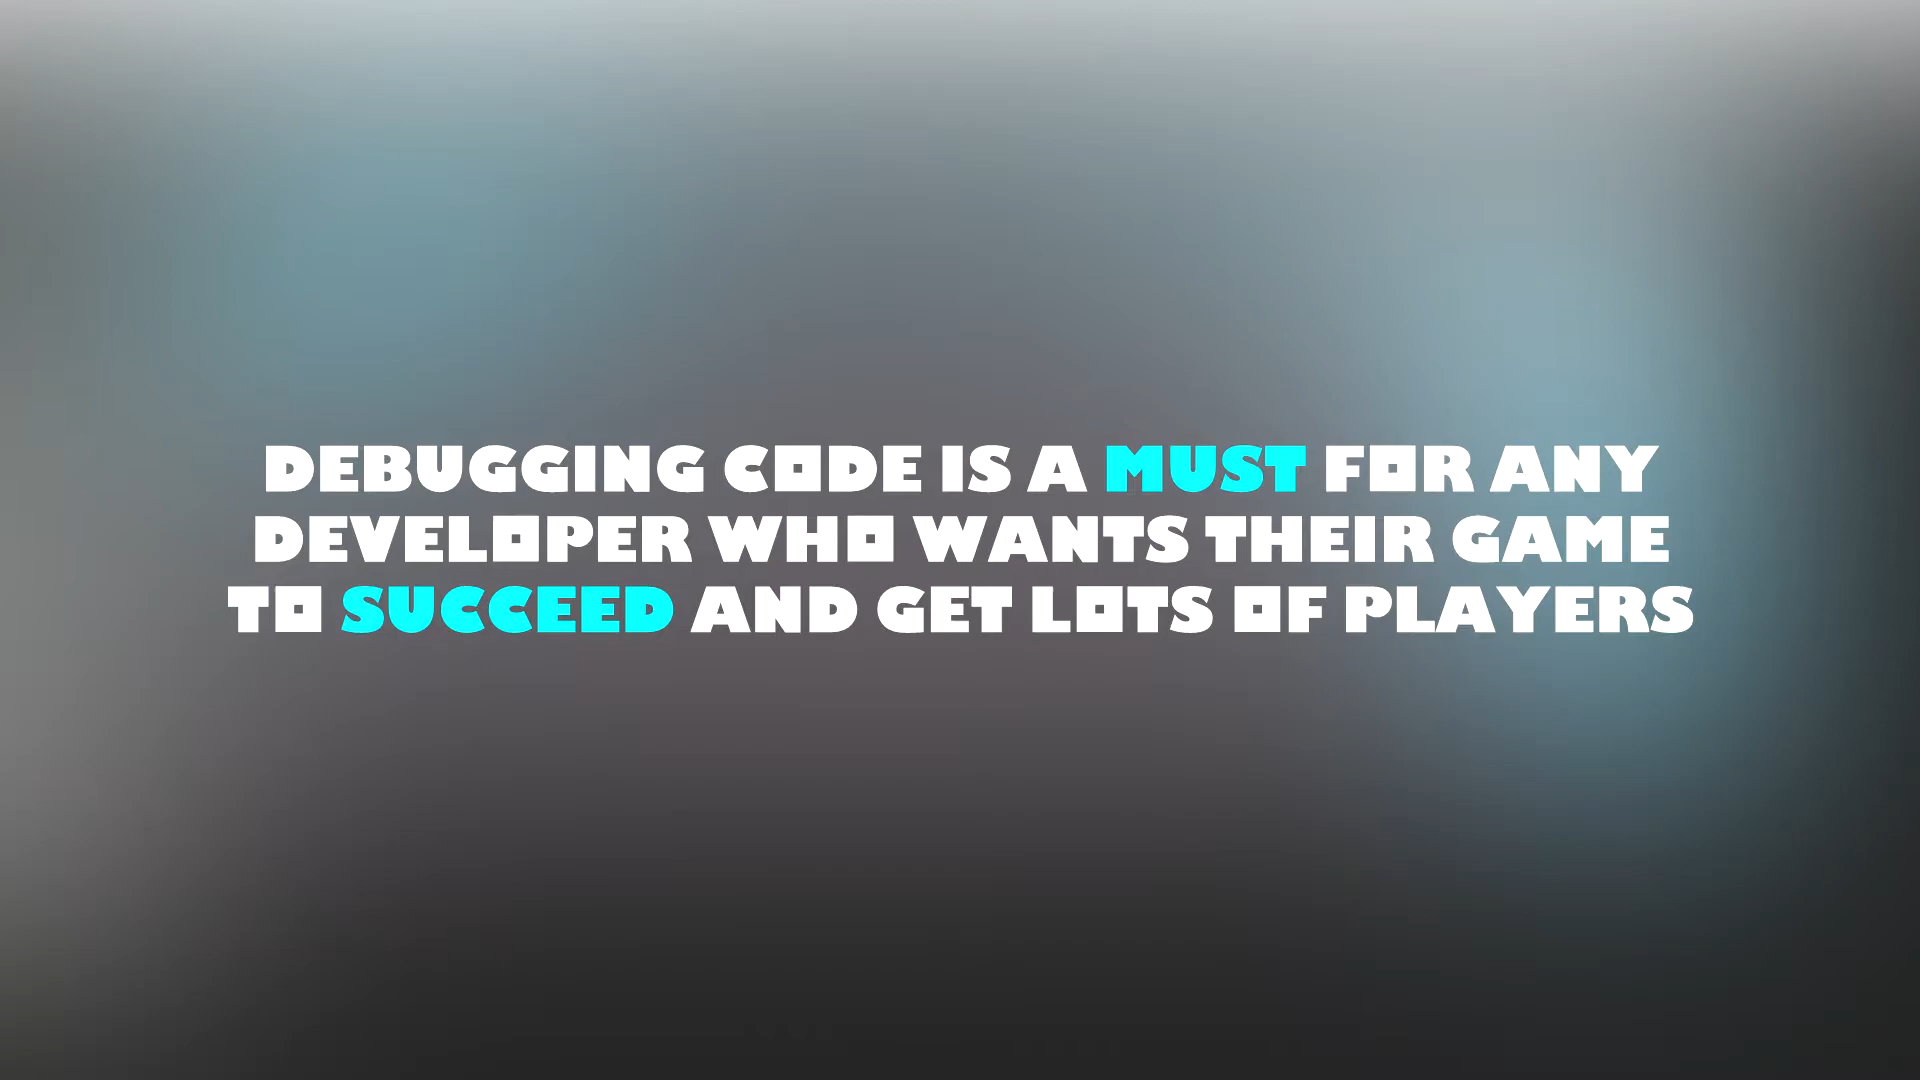 DEBUGGING CODE IS A MUST FOR ANY
DEVELOPER WHO WANTS THEIR GAME
TO SUCCEED AND GET LOTS OF PLAYERS